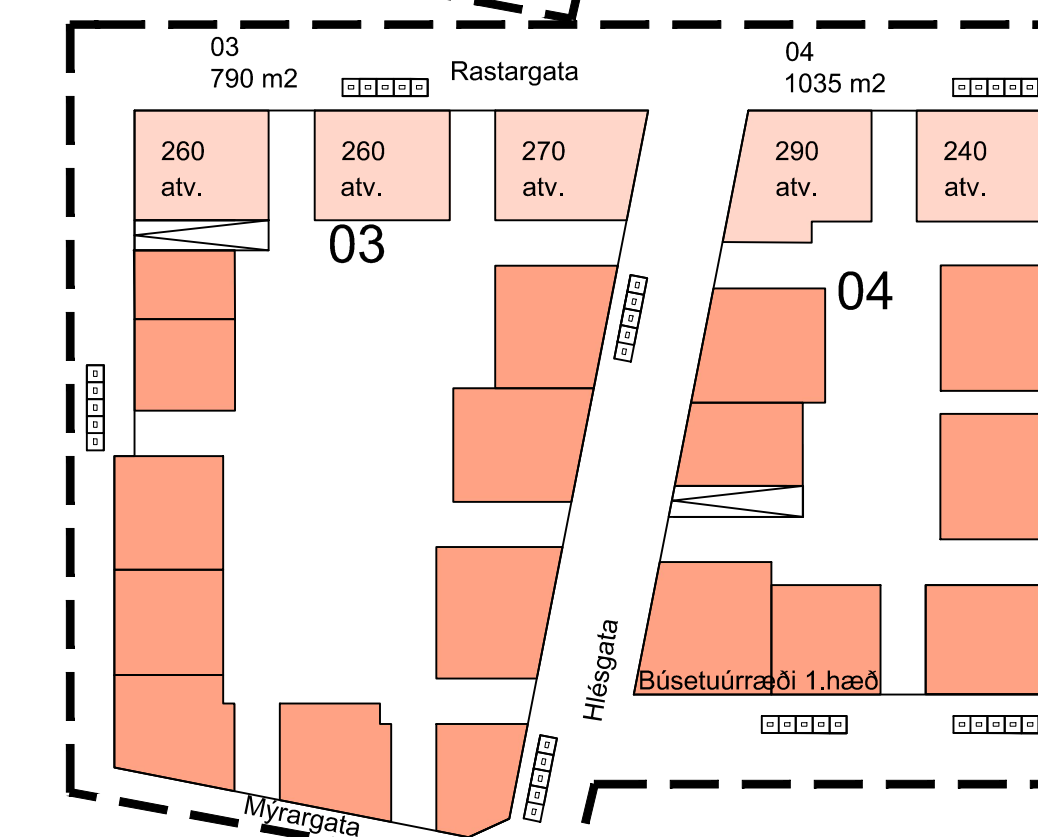 03
790 m2
Rastargata
04
1035 m2
260
atv.
260
atv.
270
atv.
290
atv.
240
atv.
03
04
Hlésgata
Búsetuúrræði 1.hæð
Mýrargata